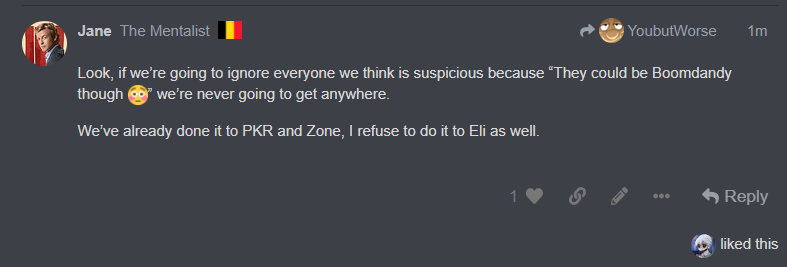 Jane The Mentalist YoubutWorse 1m
Look, if we’re going to ignore everyone we think is suspicious because “They could be Boomdandy
though 😳” we’re never going to get anywhere.
We’ve already done it to PKR and Zone, I refuse to do it to Eli as well.
1 Reply
liked this